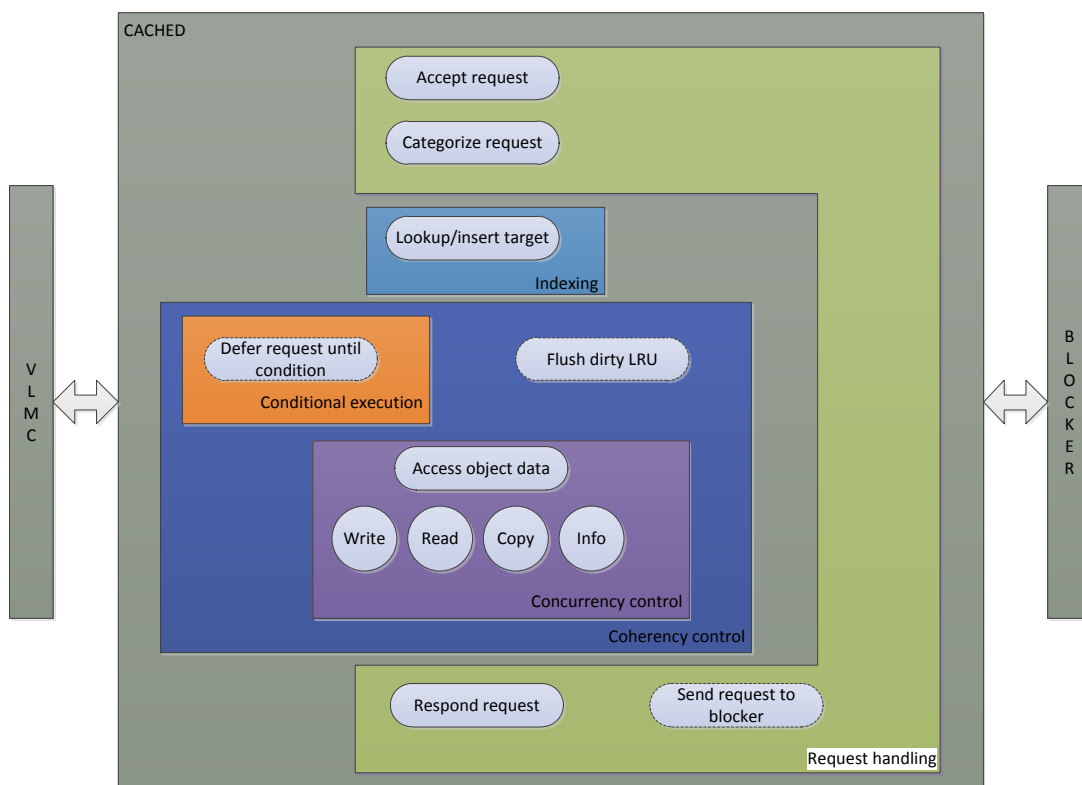 CACHED
Accept request
Categorize request
Lookup/insert target
Indexing
Defer request until
condition
Conditional execution
Flush dirty LRU
Access object data
Write
Read
Copy
Info
Concurrency control
Coherency control
Respond request
Send request to
blocker
Request handling
V
L
M
C
B
L
O
C
K
E
R